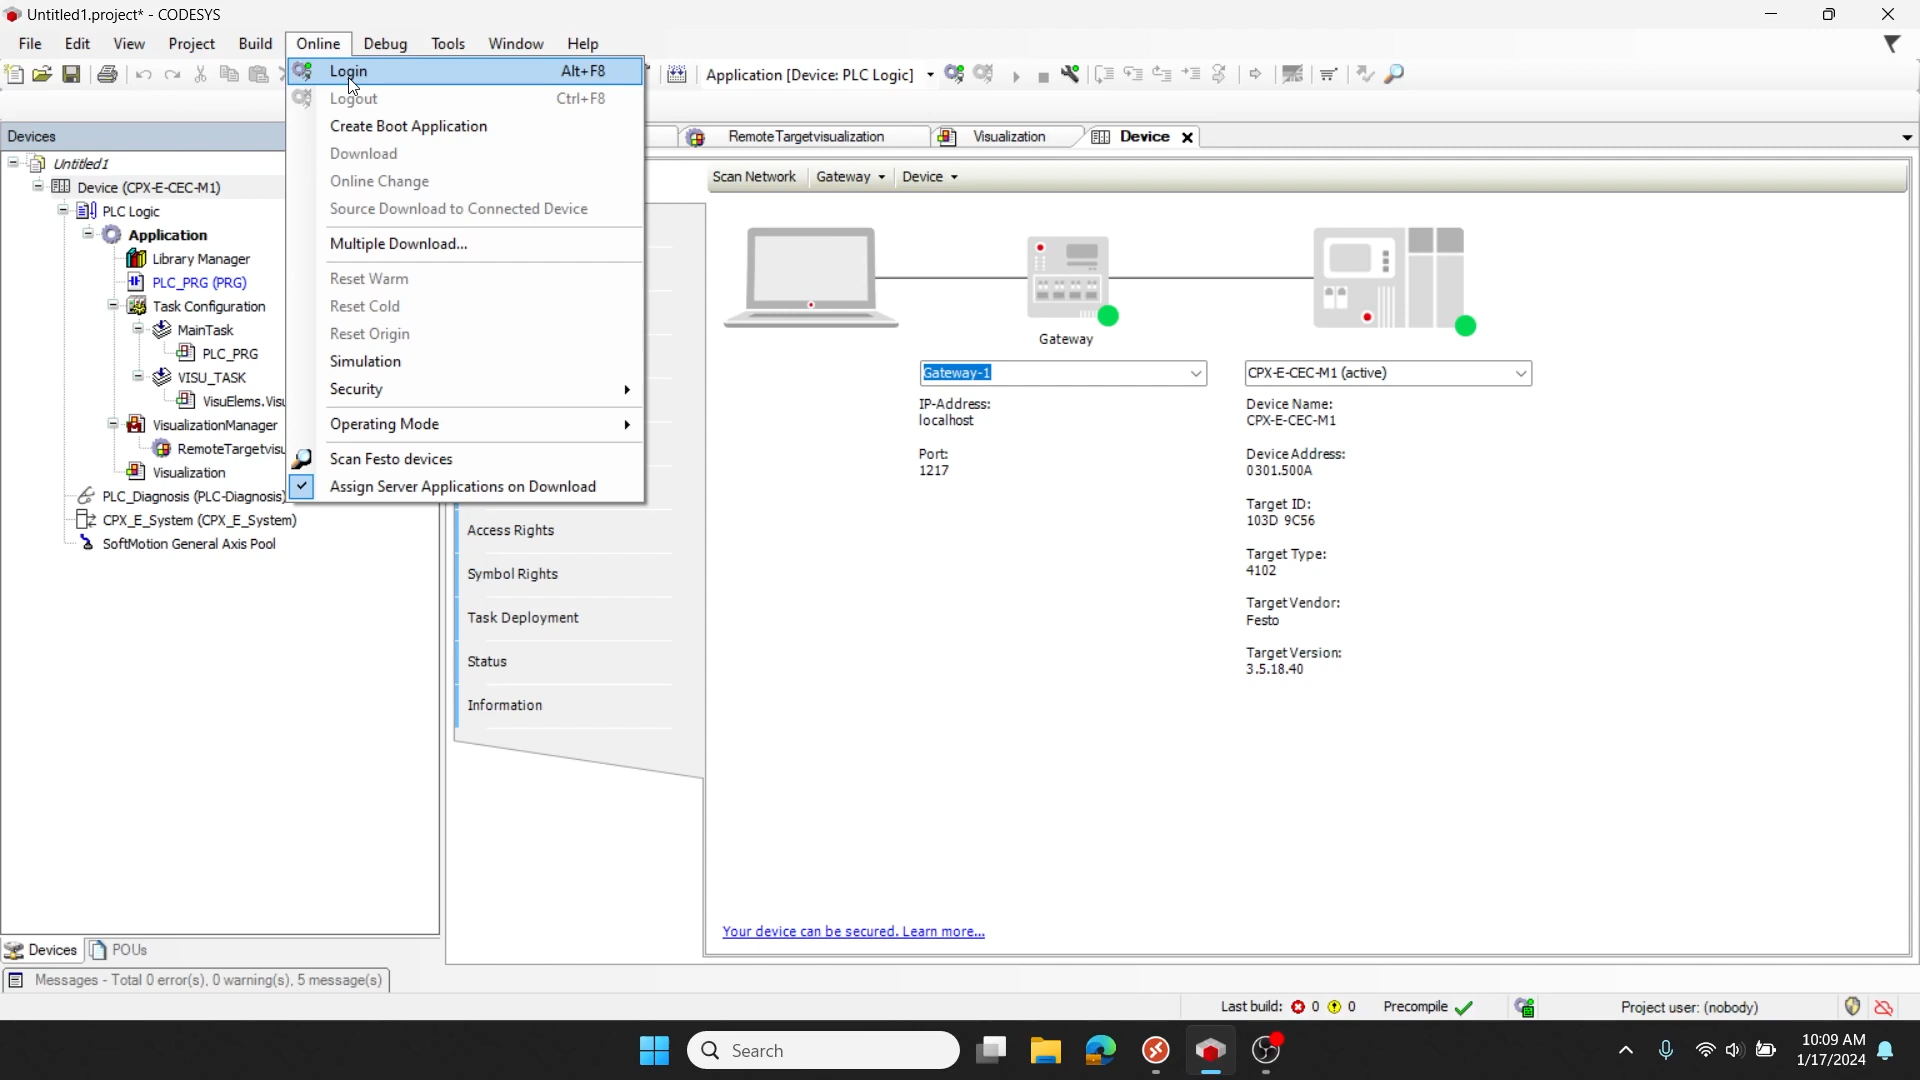 Untitled1.project* - CODESYS
File Edit View Project Build Online Debug Tools Window Help
Application [Device: PLC Logic]
Login Alt+F8
Logout Ctrl+F8
Create Boot Application
Download
Online Change
Source Download to Connected Device
Multiple Download...
Reset Warm
Reset Cold
Reset Origin
Simulation
Security
Operating Mode
Scan Festo devices
Assign Server Applications on Download
Devices
Untitled1
Device (CPX-E-CEC-M1)
PLC Logic
Application
Library Manager
PLC_PRG (PRG)
Task Configuration
MainTask
PLC_PRG
VISU_TASK
VisuElems.Vis
VisualizationManager
RemoteTargetvisu
Visualization
PLC_Diagnosis (PLC-Diagnosis)
CPX_E_System (CPX_E_System)
SoftMotion General Axis Pool
RemoteTargetvisualization Visualization Device
Scan Network Gateway Device
Access Rights
Symbol Rights
Task Deployment
Status
Information
Gateway
Gateway-1
IP-Address:
localhost
Port:
1217
CPX-E-CEC-M1 (active)
Device Name:
CPX-E-CEC-M1
Device Address:
0301.500A
Target ID:
103D 9C56
Target Type:
4102
Target Vendor:
Festo
Target Version:
3.5.18.40
Your device can be secured. Learn more...
Devices POUs
Messages - Total 0 error(s), 0 warning(s), 5 message(s)
Last build: 0 0 Precompile Project user: (nobody)
Search
10:09 AM
1/17/2024